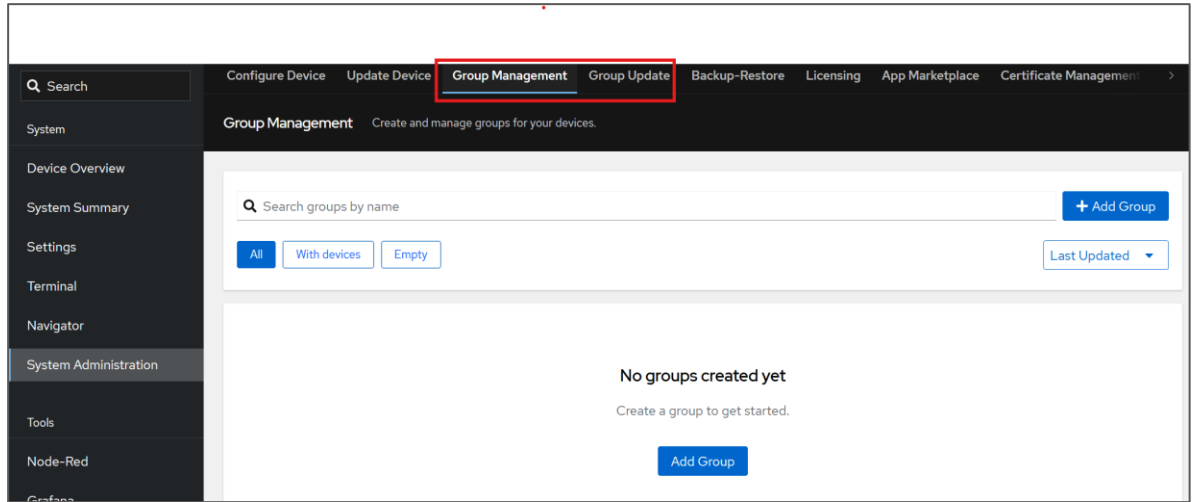 Search
System
Device Overview
System Summary
Settings
Terminal
Navigator
System Administration
Tools
Node-Red
Grafana
Configure Device Update Device Group Management Group Update Backup-Restore Licensing App Marketplace Certificate Management
Group Management Create and manage groups for your devices.
Search groups by name
+ Add Group
All With devices Empty
Last Updated
No groups created yet
Create a group to get started.
Add Group